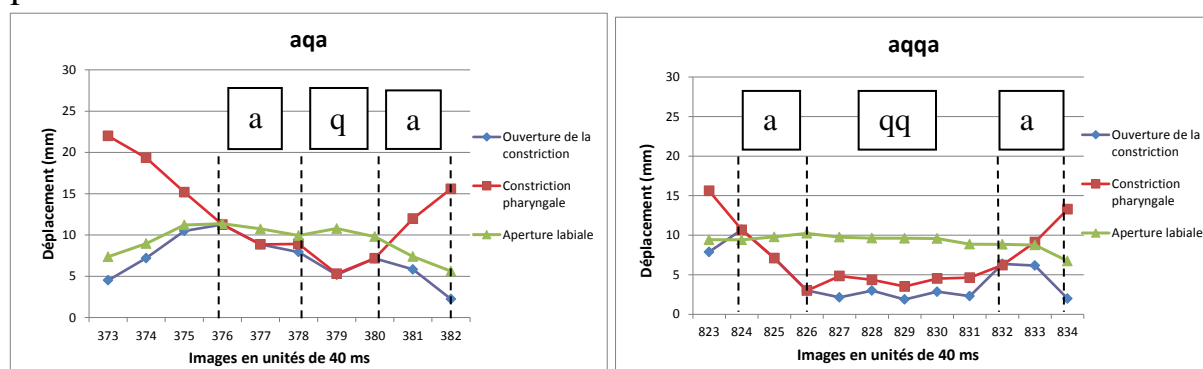 aqa
30
25
20
15
10
5
0
Déplacement (mm)
a
q
a
373 374 375 376 377 378 379 380 381 382
Images en unités de 40 ms
Ouverture de la
constriction
Constriction
pharyngale
Aperture labiale
aqqa
30
25
20
15
10
5
0
Déplacement (mm)
a
qq
a
823 824 825 826 827 828 829 830 831 832 833 834
Images en unités de 40 ms
Ouverture de la
constriction
Constriction
pharyngale
Aperture labiale